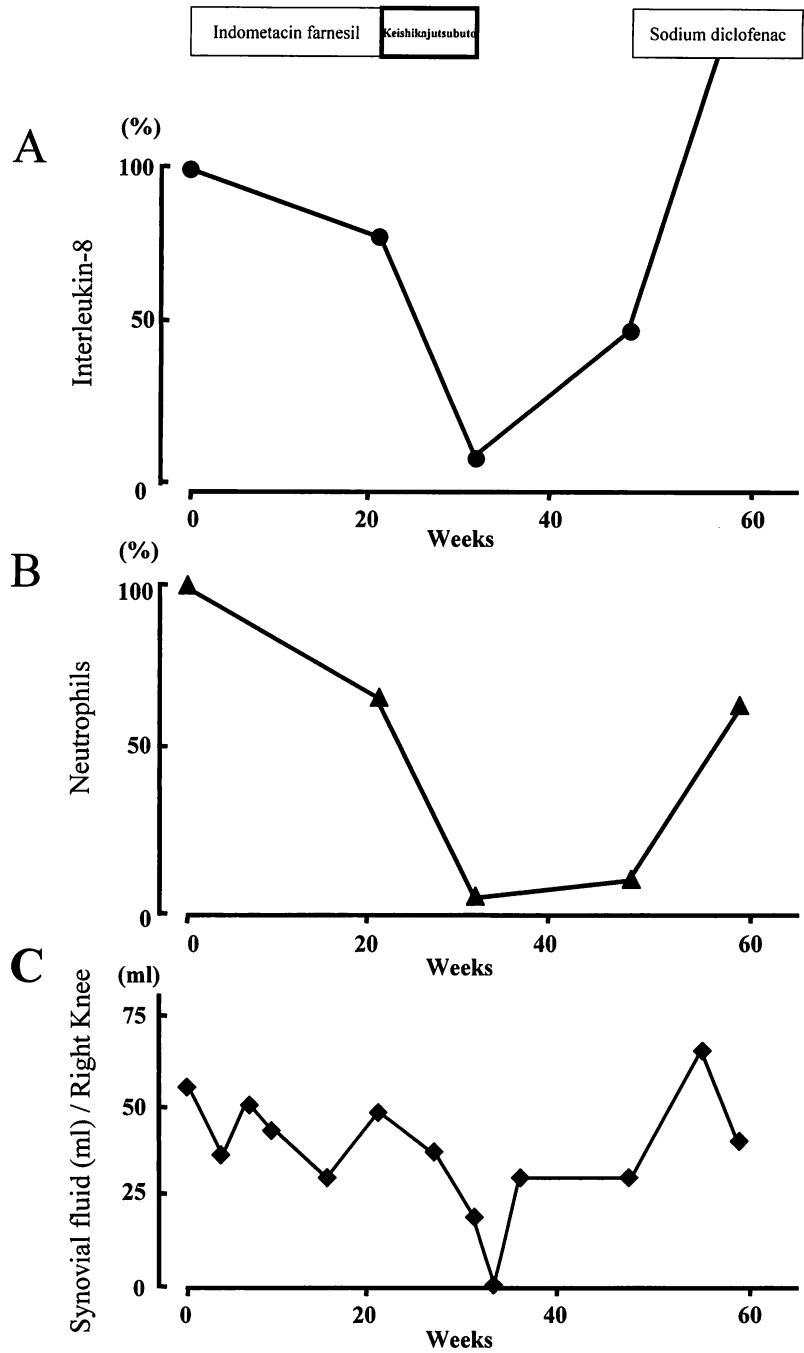 Indometacin farnesil
Keishikajutsubuto
Sodium diclofenac
A
(%)
100
50
0
Interleukin-8
0 20 40 60
Weeks
B
(%)
100
50
0
Neutrophils
0 20 40 60
Weeks
C
(ml)
75
50
25
0
Synovial fluid (ml) / Right Knee
0 20 40 60
Weeks